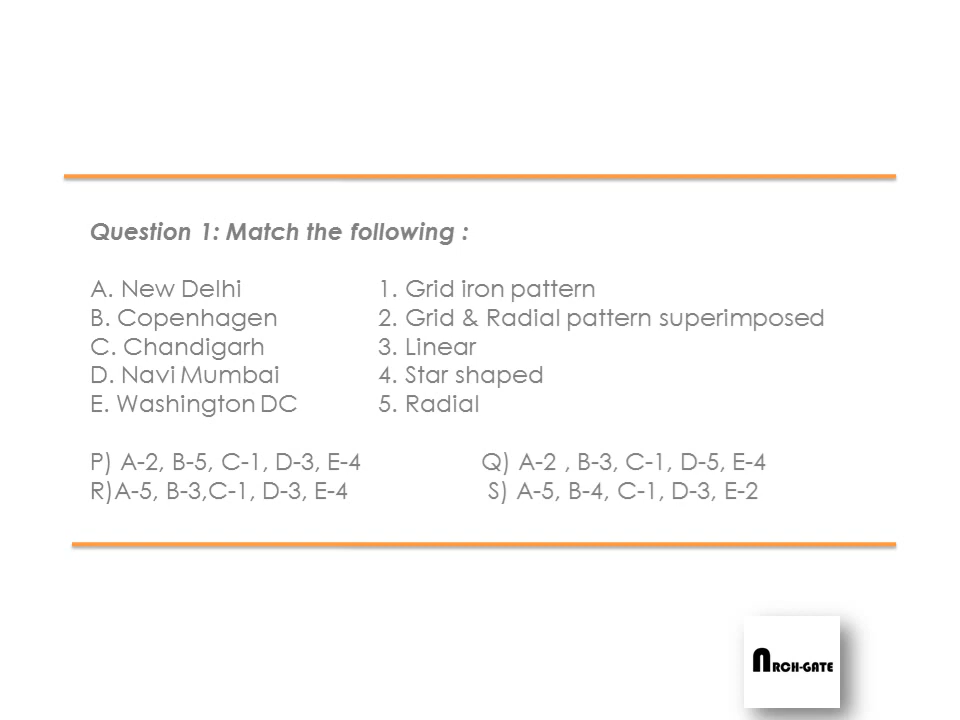 Question 1: Match the following :
A. New Delhi 1. Grid iron pattern
B. Copenhagen 2. Grid & Radial pattern superimposed
C. Chandigarh 3. Linear
D. Navi Mumbai 4. Star shaped
E. Washington DC 5. Radial
P) A-2, B-5, C-1, D-3, E-4 Q) A-2 , B-3, C-1, D-5, E-4
R)A-5, B-3,C-1, D-3, E-4 S) A-5, B-4, C-1, D-3, E-2
ARCH-GATE